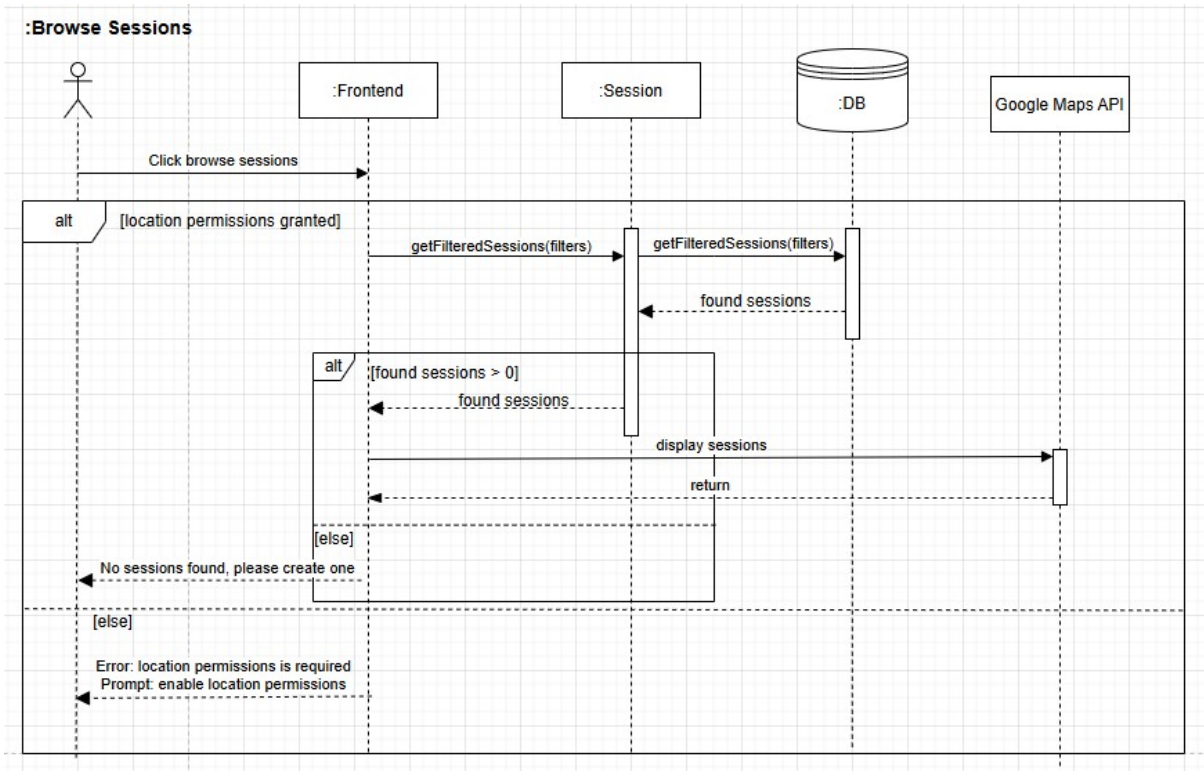 :Browse Sessions
:Frontend
:Session
:DB
Google Maps API
Click browse sessions
alt
[location permissions granted]
getFilteredSessions(filters)
getFilteredSessions(filters)
found sessions
alt
[found sessions > 0]
found sessions
display sessions
return
[else]
No sessions found, please create one
[else]
Error: location permissions is required
Prompt: enable location permissions